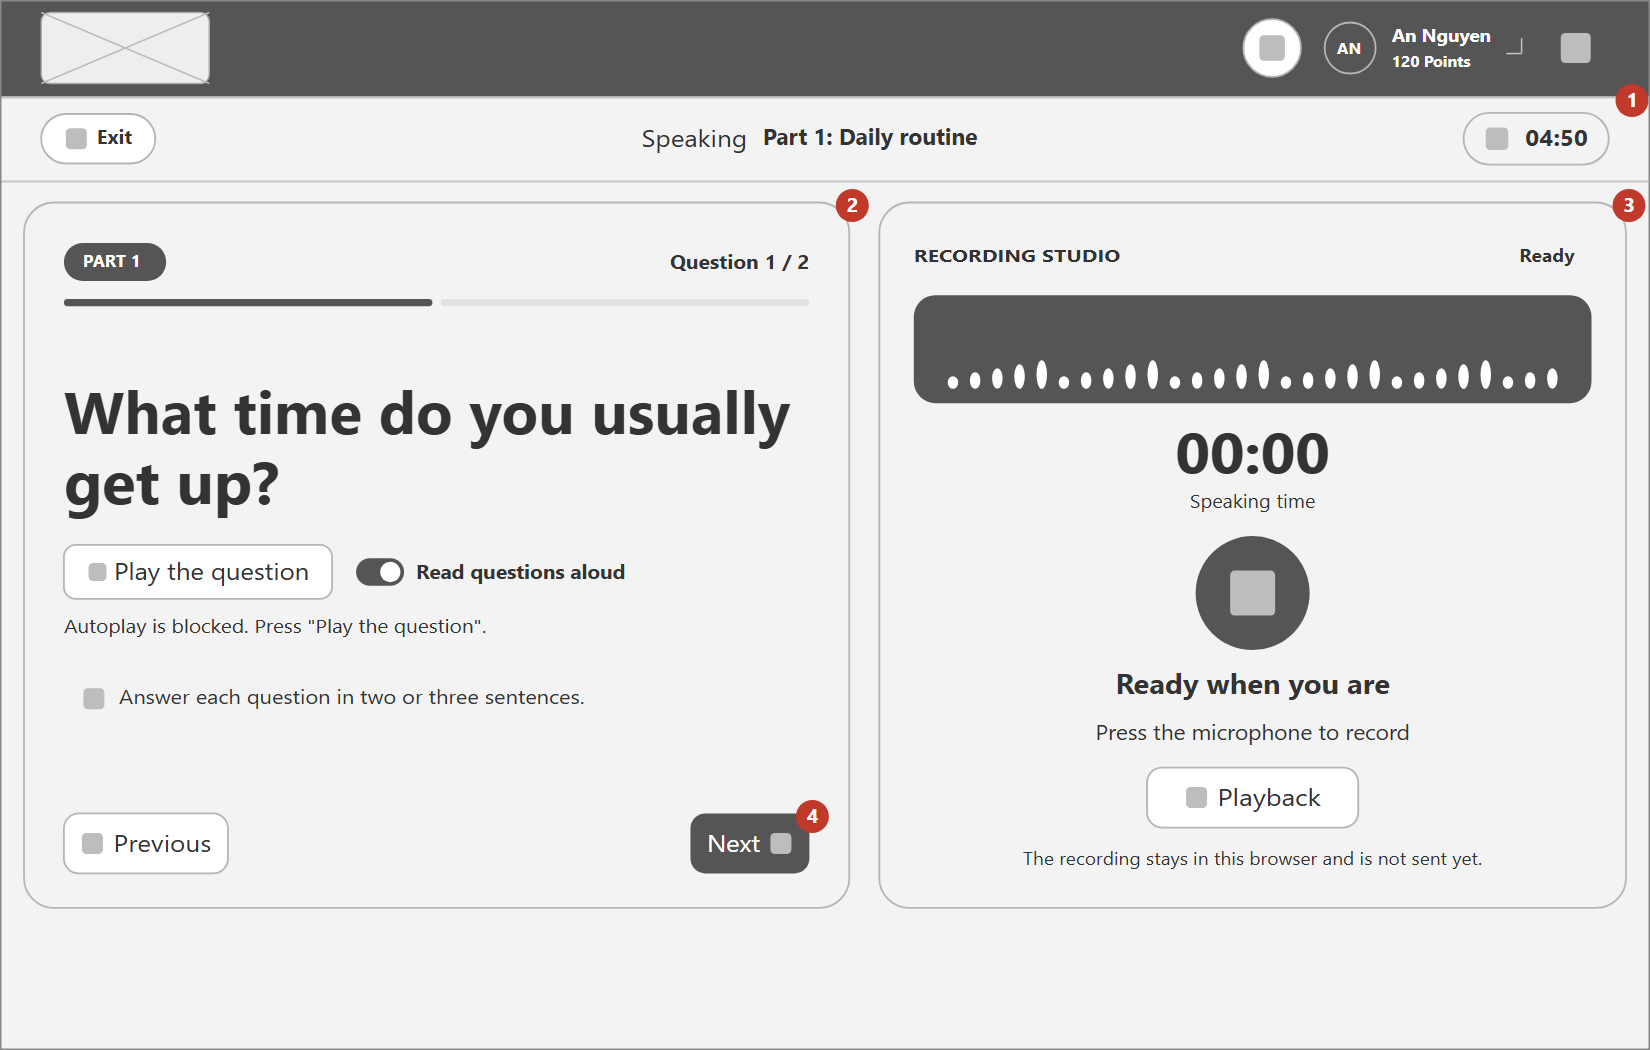 AN
An Nguyen
120 Points
1
Exit
Speaking Part 1: Daily routine
04:50
2
PART 1
Question 1 / 2
What time do you usually
get up?
Play the question
Read questions aloud
Autoplay is blocked. Press "Play the question".
Answer each question in two or three sentences.
Previous
Next
4
3
RECORDING STUDIO
Ready
00:00
Speaking time
Ready when you are
Press the microphone to record
Playback
The recording stays in this browser and is not sent yet.